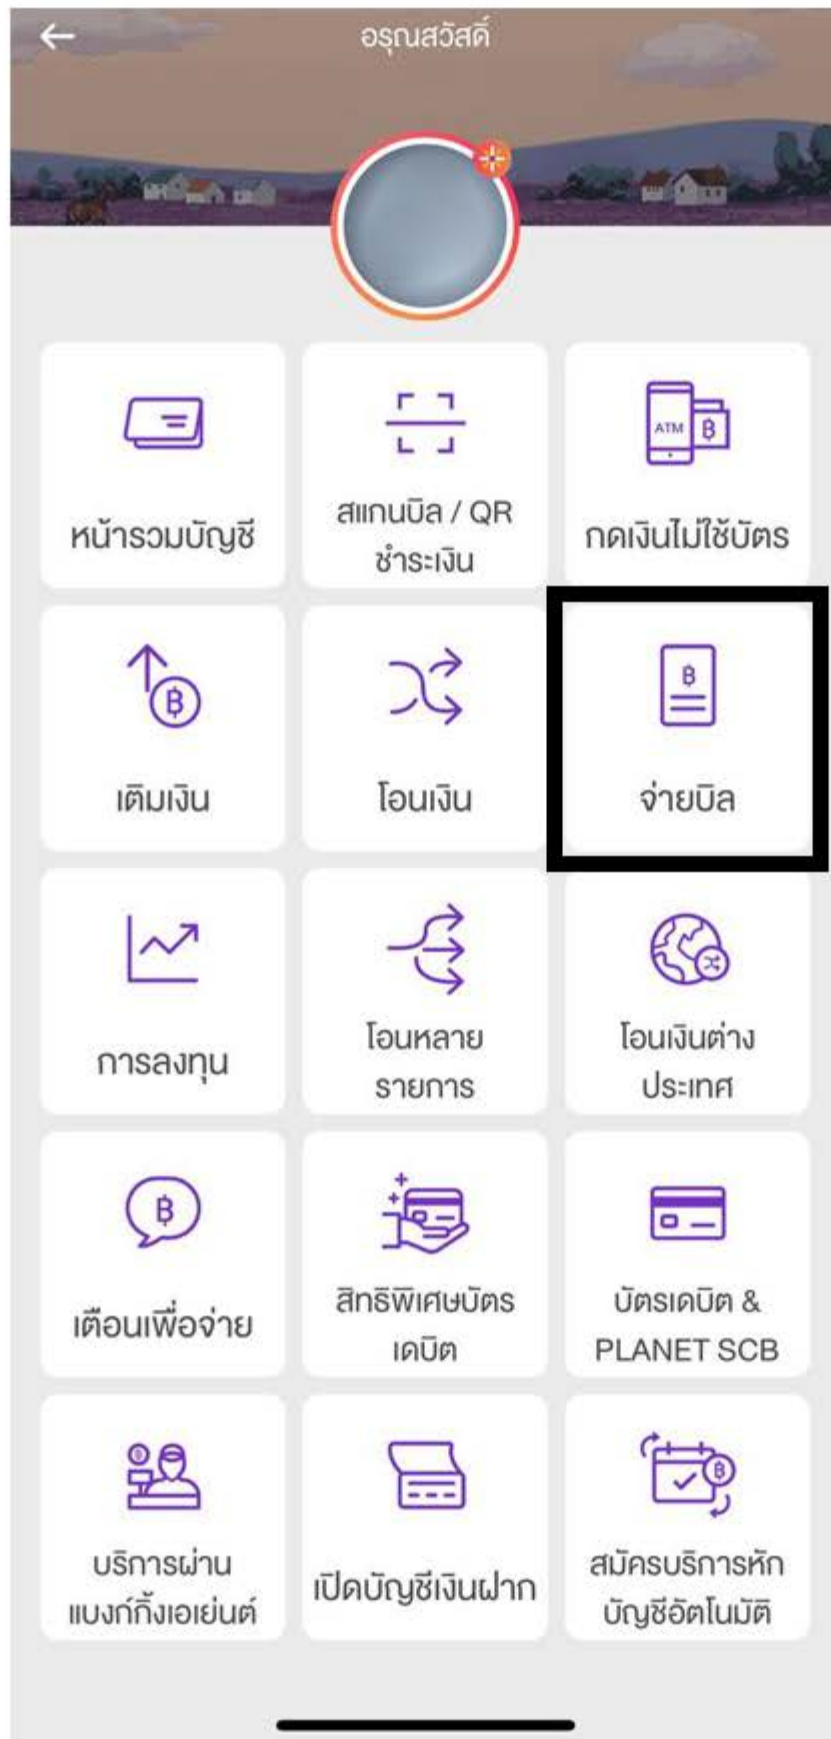 อรุณสวัสดิ์
หน้ารวมบัญชี
สแกนบิล / QR
ชำระเงิน
ATM
฿
กดเงินไม่ใช้บัตร
฿
เติมเงิน
โอนเงิน
฿
จ่ายบิล
การลงทุน
โอนหลาย
รายการ
โอนเงินต่าง
ประเทศ
฿
เตือนเพื่อจ่าย
สิทธิพิเศษบัตร
เดบิต
บัตรเดบิต &
PLANET SCB
บริการผ่าน
แบงก์กิ้งเอเย่นต์
เปิดบัญชีเงินฝาก
฿
สมัครบริการหัก
บัญชีอัตโนมัติ